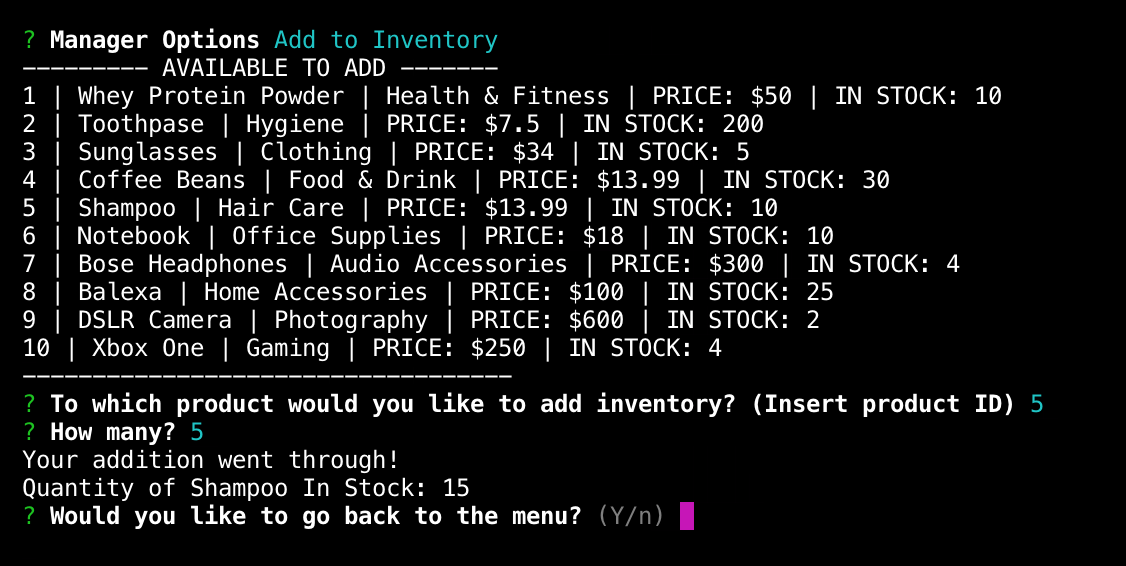 ? Manager Options Add to Inventory
––––––––– AVAILABLE TO ADD –––––––
1 | Whey Protein Powder | Health & Fitness | PRICE: $50 | IN STOCK: 10
2 | Toothpase | Hygiene | PRICE: $7.5 | IN STOCK: 200
3 | Sunglasses | Clothing | PRICE: $34 | IN STOCK: 5
4 | Coffee Beans | Food & Drink | PRICE: $13.99 | IN STOCK: 30
5 | Shampoo | Hair Care | PRICE: $13.99 | IN STOCK: 10
6 | Notebook | Office Supplies | PRICE: $18 | IN STOCK: 10
7 | Bose Headphones | Audio Accessories | PRICE: $300 | IN STOCK: 4
8 | Balexa | Home Accessories | PRICE: $100 | IN STOCK: 25
9 | DSLR Camera | Photography | PRICE: $600 | IN STOCK: 2
10 | Xbox One | Gaming | PRICE: $250 | IN STOCK: 4
–––––––––––––––––––––––––––––––––––
? To which product would you like to add inventory? (Insert product ID) 5
? How many? 5
Your addition went through!
Quantity of Shampoo In Stock: 15
? Would you like to go back to the menu? (Y/n)